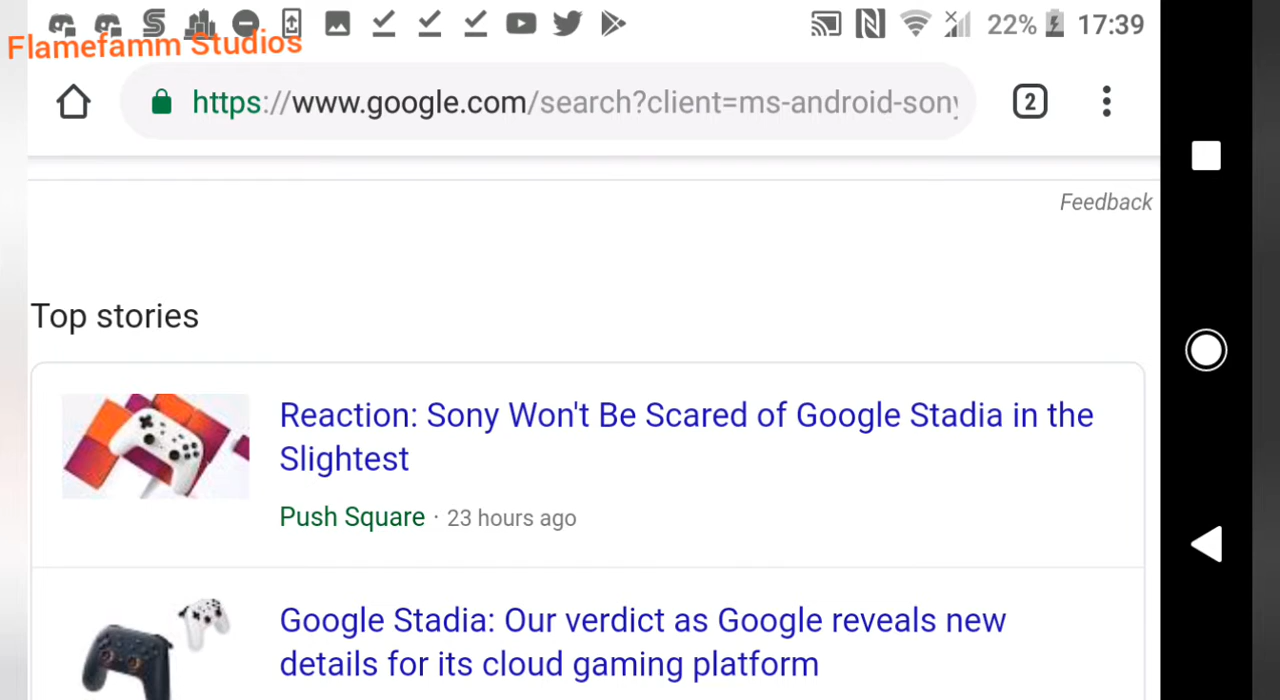 Flamefamm Studios
22% 17:39
https://www.google.com/search?client=ms-android-sony
2
Feedback
Top stories
Reaction: Sony Won't Be Scared of Google Stadia in the
Slightest
Push Square · 23 hours ago
Google Stadia: Our verdict as Google reveals new
details for its cloud gaming platform